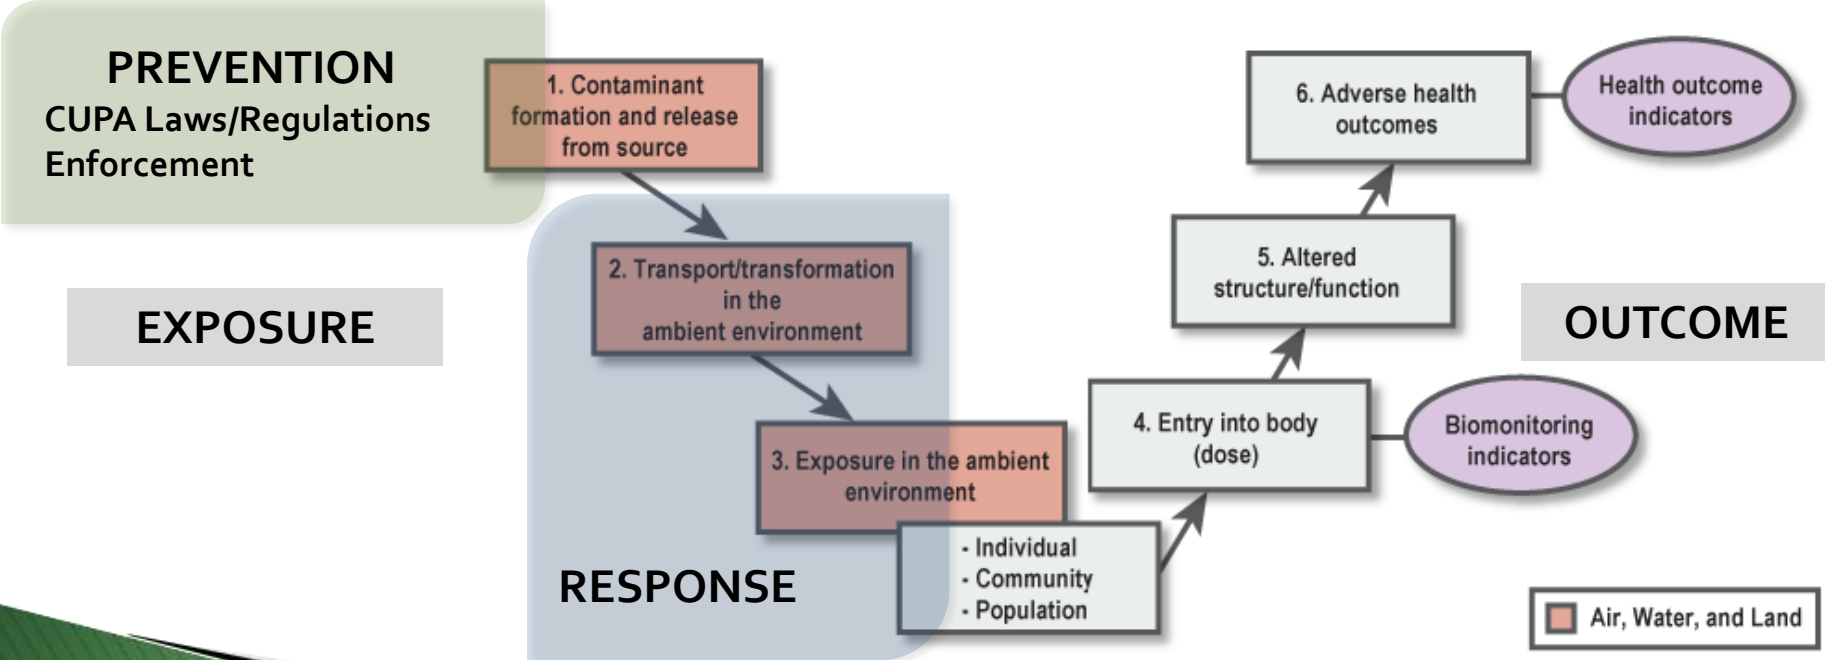 PREVENTION
CUPA Laws/Regulations
Enforcement
1. Contaminant
formation and release
from source
EXPOSURE
2. Transport/transformation
in the
ambient environment
3. Exposure in the ambient
environment
- Individual
- Community
- Population
RESPONSE
4. Entry into body
(dose)
Biomonitoring
indicators
5. Altered
structure/function
OUTCOME
6. Adverse health
outcomes
Health outcome
indicators
Air, Water, and Land